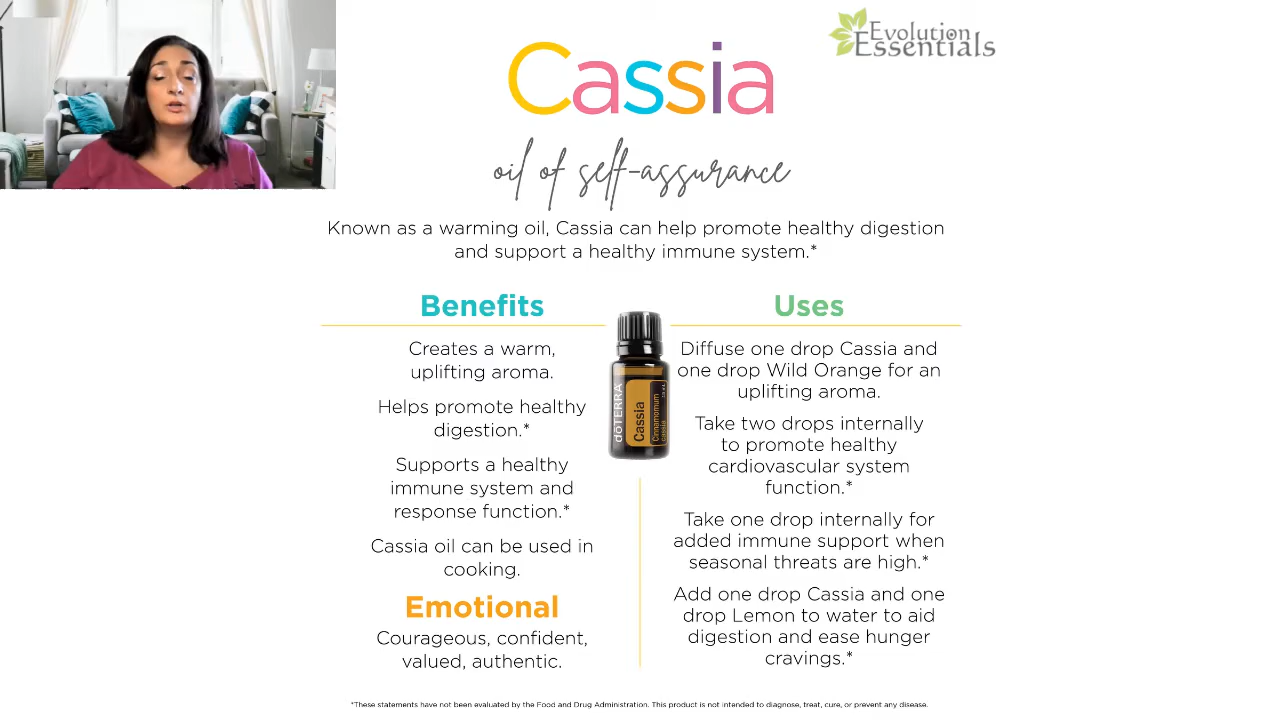 Evolution
Essentials
Cassia
oil of self-assurance
Known as a warming oil, Cassia can help promote healthy digestion
and support a healthy immune system.*
Benefits
Creates a warm,
uplifting aroma.
Helps promote healthy
digestion.*
Supports a healthy
immune system and
response function.*
Cassia oil can be used in
cooking.
Emotional
Courageous, confident,
valued, authentic.
dōTERRA
Cassia
Cinnamomum
cassia
Uses
Diffuse one drop Cassia and
one drop Wild Orange for an
uplifting aroma.
Take two drops internally
to promote healthy
cardiovascular system
function.*
Take one drop internally for
added immune support when
seasonal threats are high.*
Add one drop Cassia and one
drop Lemon to water to aid
digestion and ease hunger
cravings.*
*These statements have not been evaluated by the Food and Drug Administration. This product is not intended to diagnose, treat, cure, or prevent any disease.